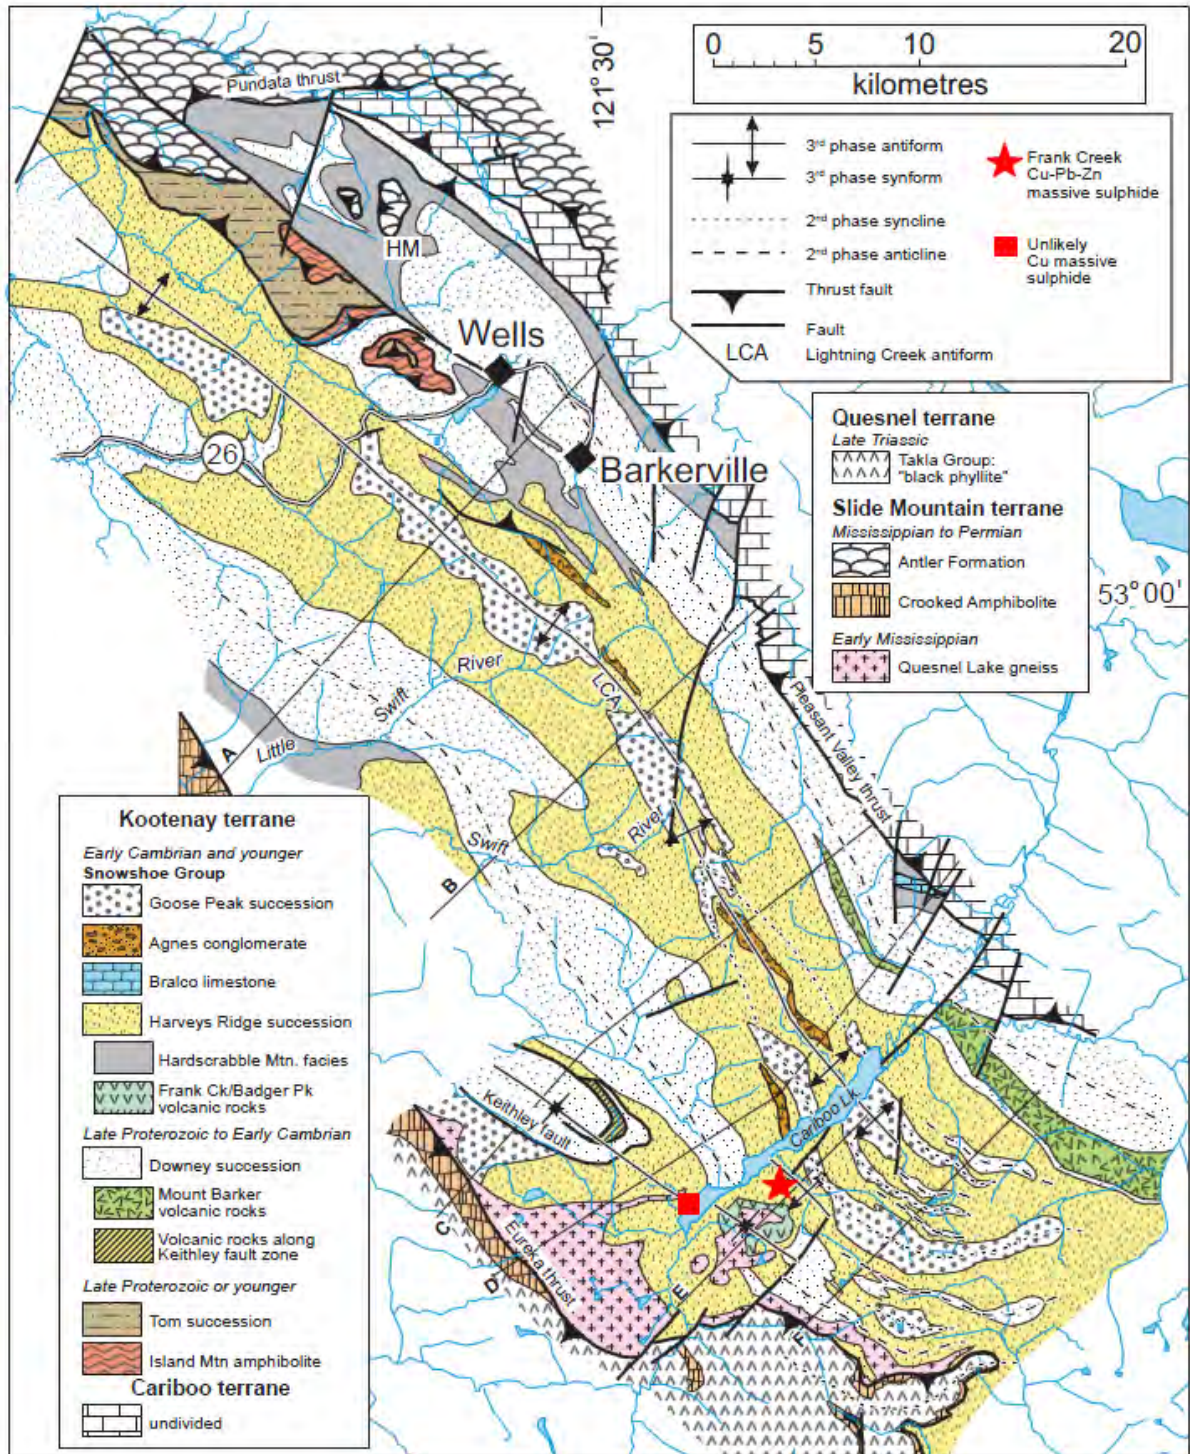 Pundata thrust
121° 30'
0 5 10 20
kilometres
3rd phase antiform
3rd phase synform
2nd phase syncline
2nd phase anticline
Thrust fault
Fault
LCA Lightning Creek antiform
Frank Creek
Cu-Pb-Zn
massive sulphide
Unlikely
Cu massive
sulphide
HM
Wells
26
Barkerville
Quesnel terrane
Late Triassic
Takla Group:
"black phyllite"
Slide Mountain terrane
Mississippian to Permian
Antler Formation
Crooked Amphibolite
Early Mississippian
Quesnel Lake gneiss
53° 00'
River
Swift
Little
LCA
A
Pleasant Valley thrust
River
Swift
B
Kootenay terrane
Early Cambrian and younger
Snowshoe Group
Goose Peak succession
Agnes conglomerate
Bralco limestone
Harveys Ridge succession
Hardscrabble Mtn. facies
Frank Ck/Badger Pk
volcanic rocks
Late Proterozoic to Early Cambrian
Downey succession
Mount Barker
volcanic rocks
Volcanic rocks along
Keithley fault zone
Late Proterozoic or younger
Tom succession
Island Mtn amphibolite
Cariboo terrane
undivided
Keithley fault
Cariboo Lk.
C
D
Eureka thrust
E
F